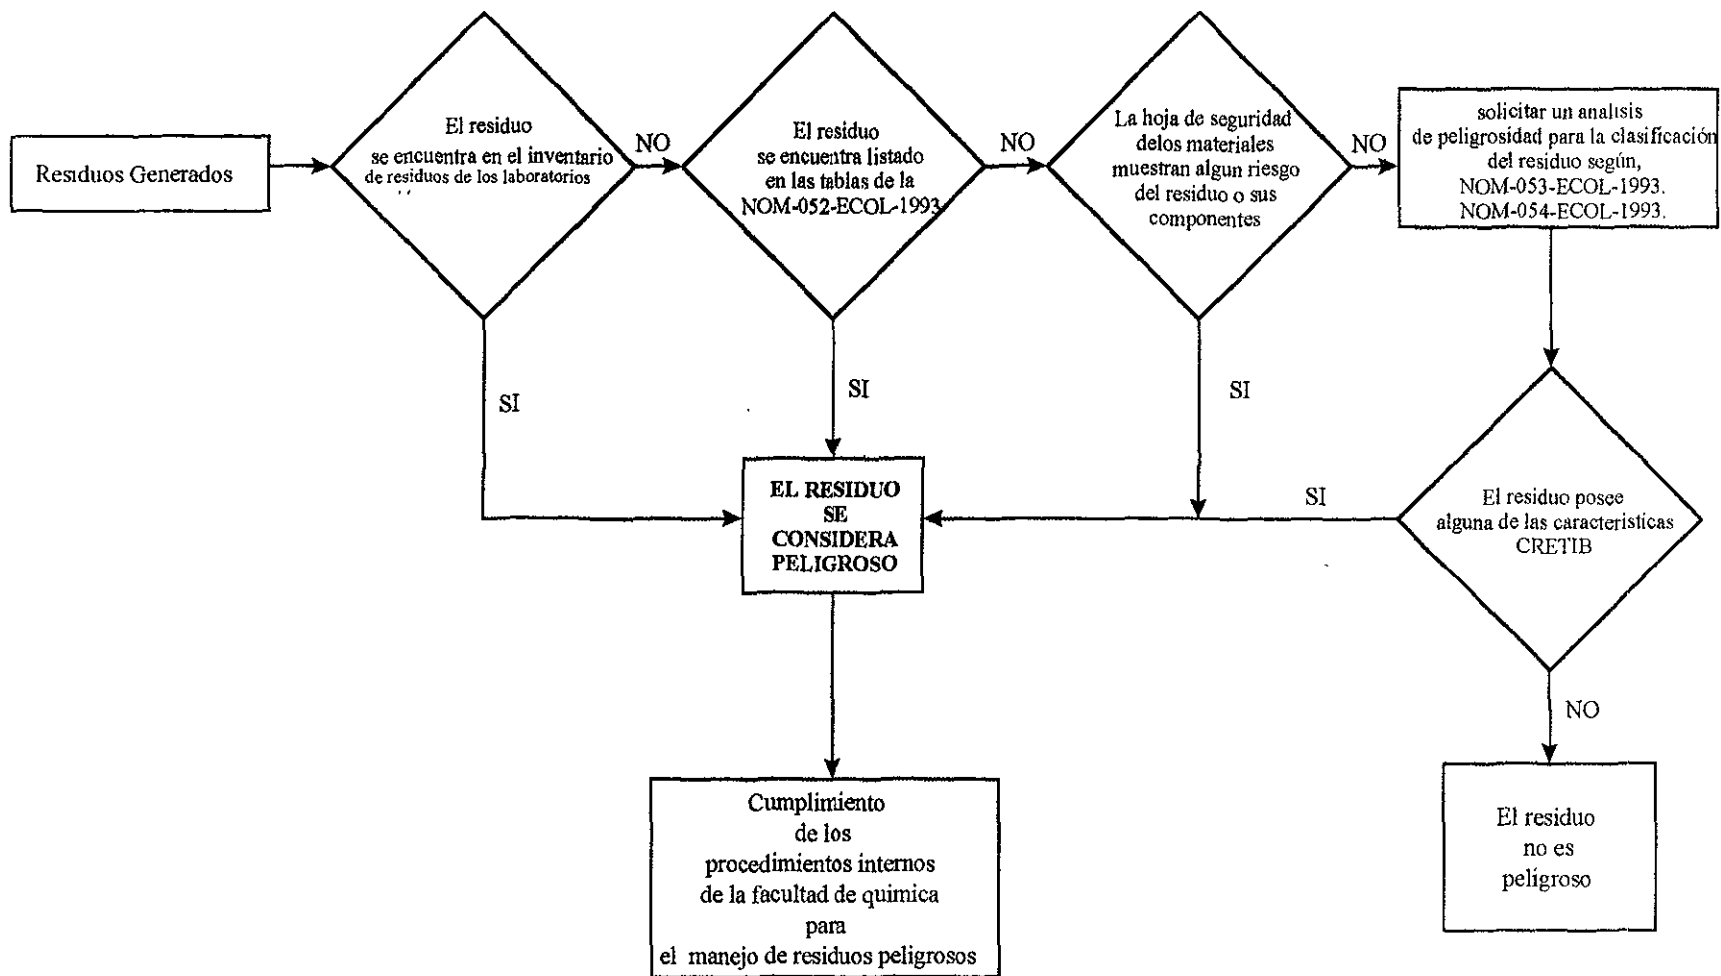 Residuos Generados
El residuo
se encuentra en el inventario
de residuos de los laboratorios
NO
El residuo
se encuentra listado
en las tablas de la
NOM-052-ECOL-1993
NO
La hoja de seguridad
delos materiales
muestran algun riesgo
del residuo o sus
componentes
NO
solicitar un analisis
de peligrosidad para la clasificación
del residuo según,
NOM-053-ECOL-1993.
NOM-054-ECOL-1993.
SI
SI
SI
EL RESIDUO
SE
CONSIDERA
PELIGROSO
SI
El residuo posee
alguna de las caracteristicas
CRETIB
NO
Cumplimiento
de los
procedimientos internos
de la facultad de quimica
para
el manejo de residuos peligrosos
El residuo
no es
peligroso